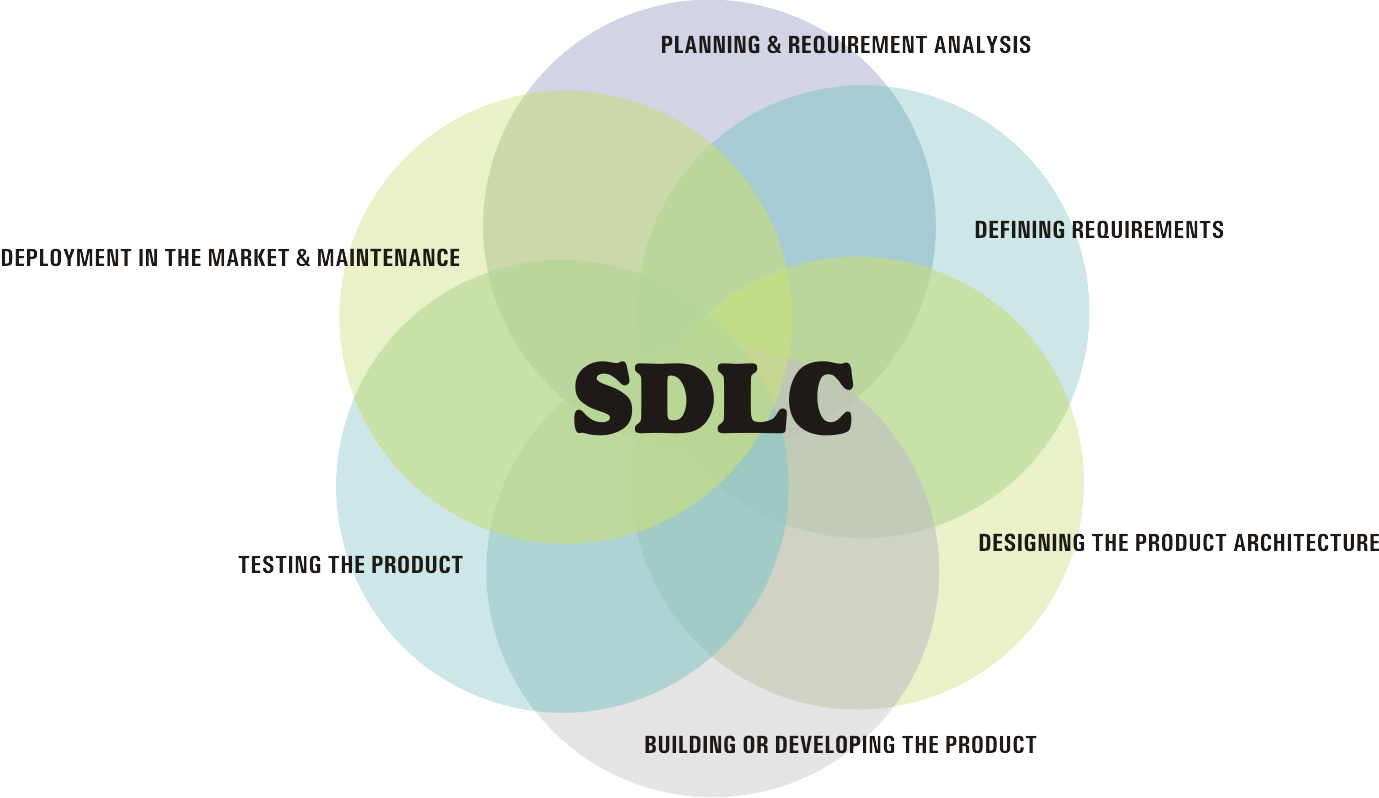 PLANNING & REQUIREMENT ANALYSIS
DEFINING REQUIREMENTS
DEPLOYMENT IN THE MARKET & MAINTENANCE
SDLC
DESIGNING THE PRODUCT ARCHITECTURE
TESTING THE PRODUCT
BUILDING OR DEVELOPING THE PRODUCT